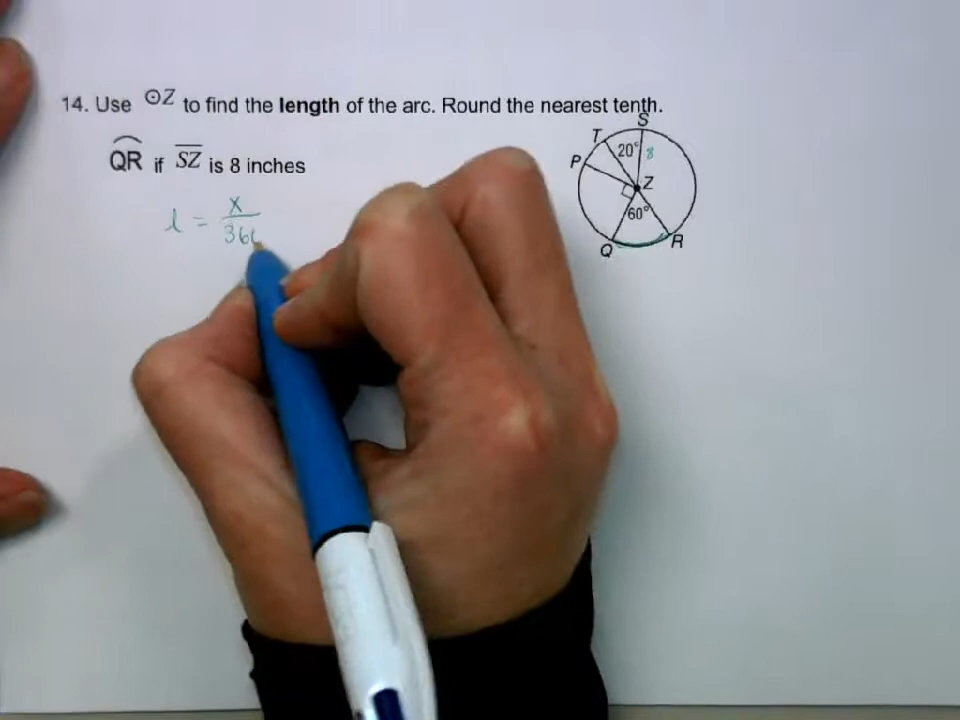 14. Use ⊙Z to find the length of the arc. Round the nearest tenth.
QR if SZ is 8 inches
l = x
360
S
T
P
20°
8
Z
60°
Q
R